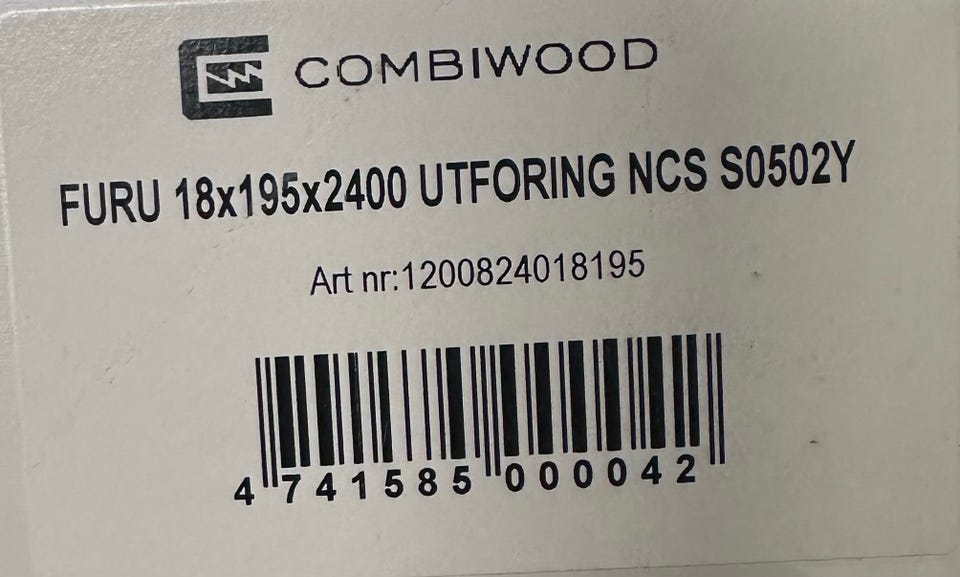 COMBIWOOD
FURU 18x195x2400 UTFORING NCS S0502Y
Art nr:1200824018195
4 741585 000042